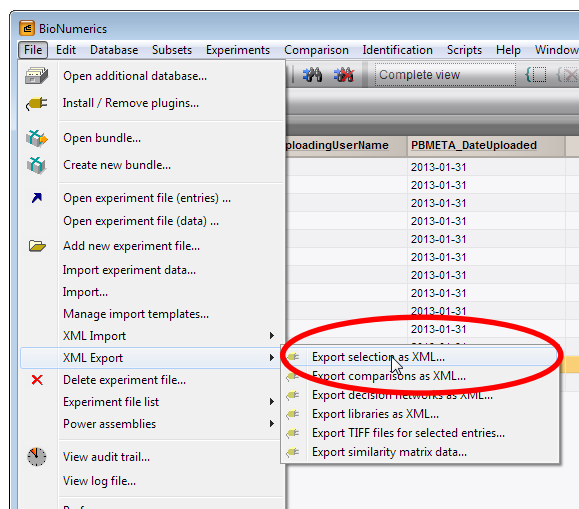 BioNumerics
File Edit Database Subsets Experiments Comparison Identification Scripts Help Window
Open additional database...
Complete view
Install / Remove plugins...
Open bundle...
ploadingUserName PBMETA_DateUploaded
Create new bundle...
2013-01-31
2013-01-31
Open experiment file (entries) ...
2013-01-31
Open experiment file (data) ...
2013-01-31
2013-01-31
Add new experiment file...
2013-01-31
Import experiment data...
2013-01-31
Import...
2013-01-31
Manage import templates...
2013-01-31
XML Import
2013-01-31
XML Export
Export selection as XML...
Delete experiment file...
Export comparisons as XML...
Experiment file list
Export decision networks as XML...
Power assemblies
Export libraries as XML...
Export TIFF files for selected entries...
View audit trail...
Export similarity matrix data...
View log file...